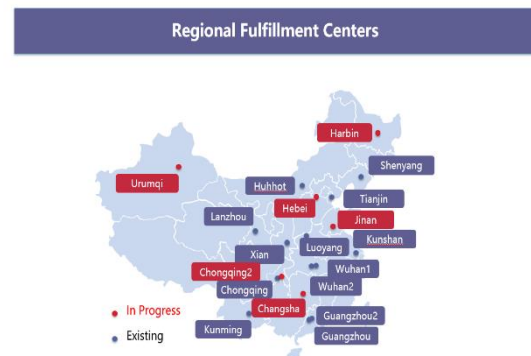 Regional Fulfillment Centers
Harbin
Shenyang
Urumqi
Huhhot
Tianjin
Hebei
Lanzhou
Jinan
Kunshan
Xian
Luoyang
Chongqing2
Wuhan1
Chongqing
Wuhan2
Changsha
In Progress
Guangzhou2
Existing
Kunming
Guangzhou